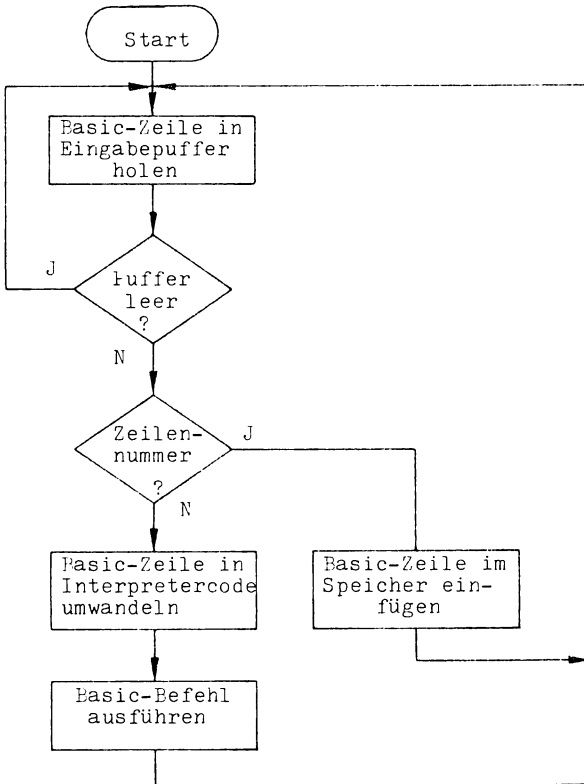 Start
Basic-Zeile in
Eingabepuffer
holen
J
Puffer
leer
?
N
Zeilen-
nummer
?
J
N
Basic-Zeile in
Interpretercode
umwandeln
Basic-Zeile im
Speicher ein-
fügen
Basic-Befehl
ausführen